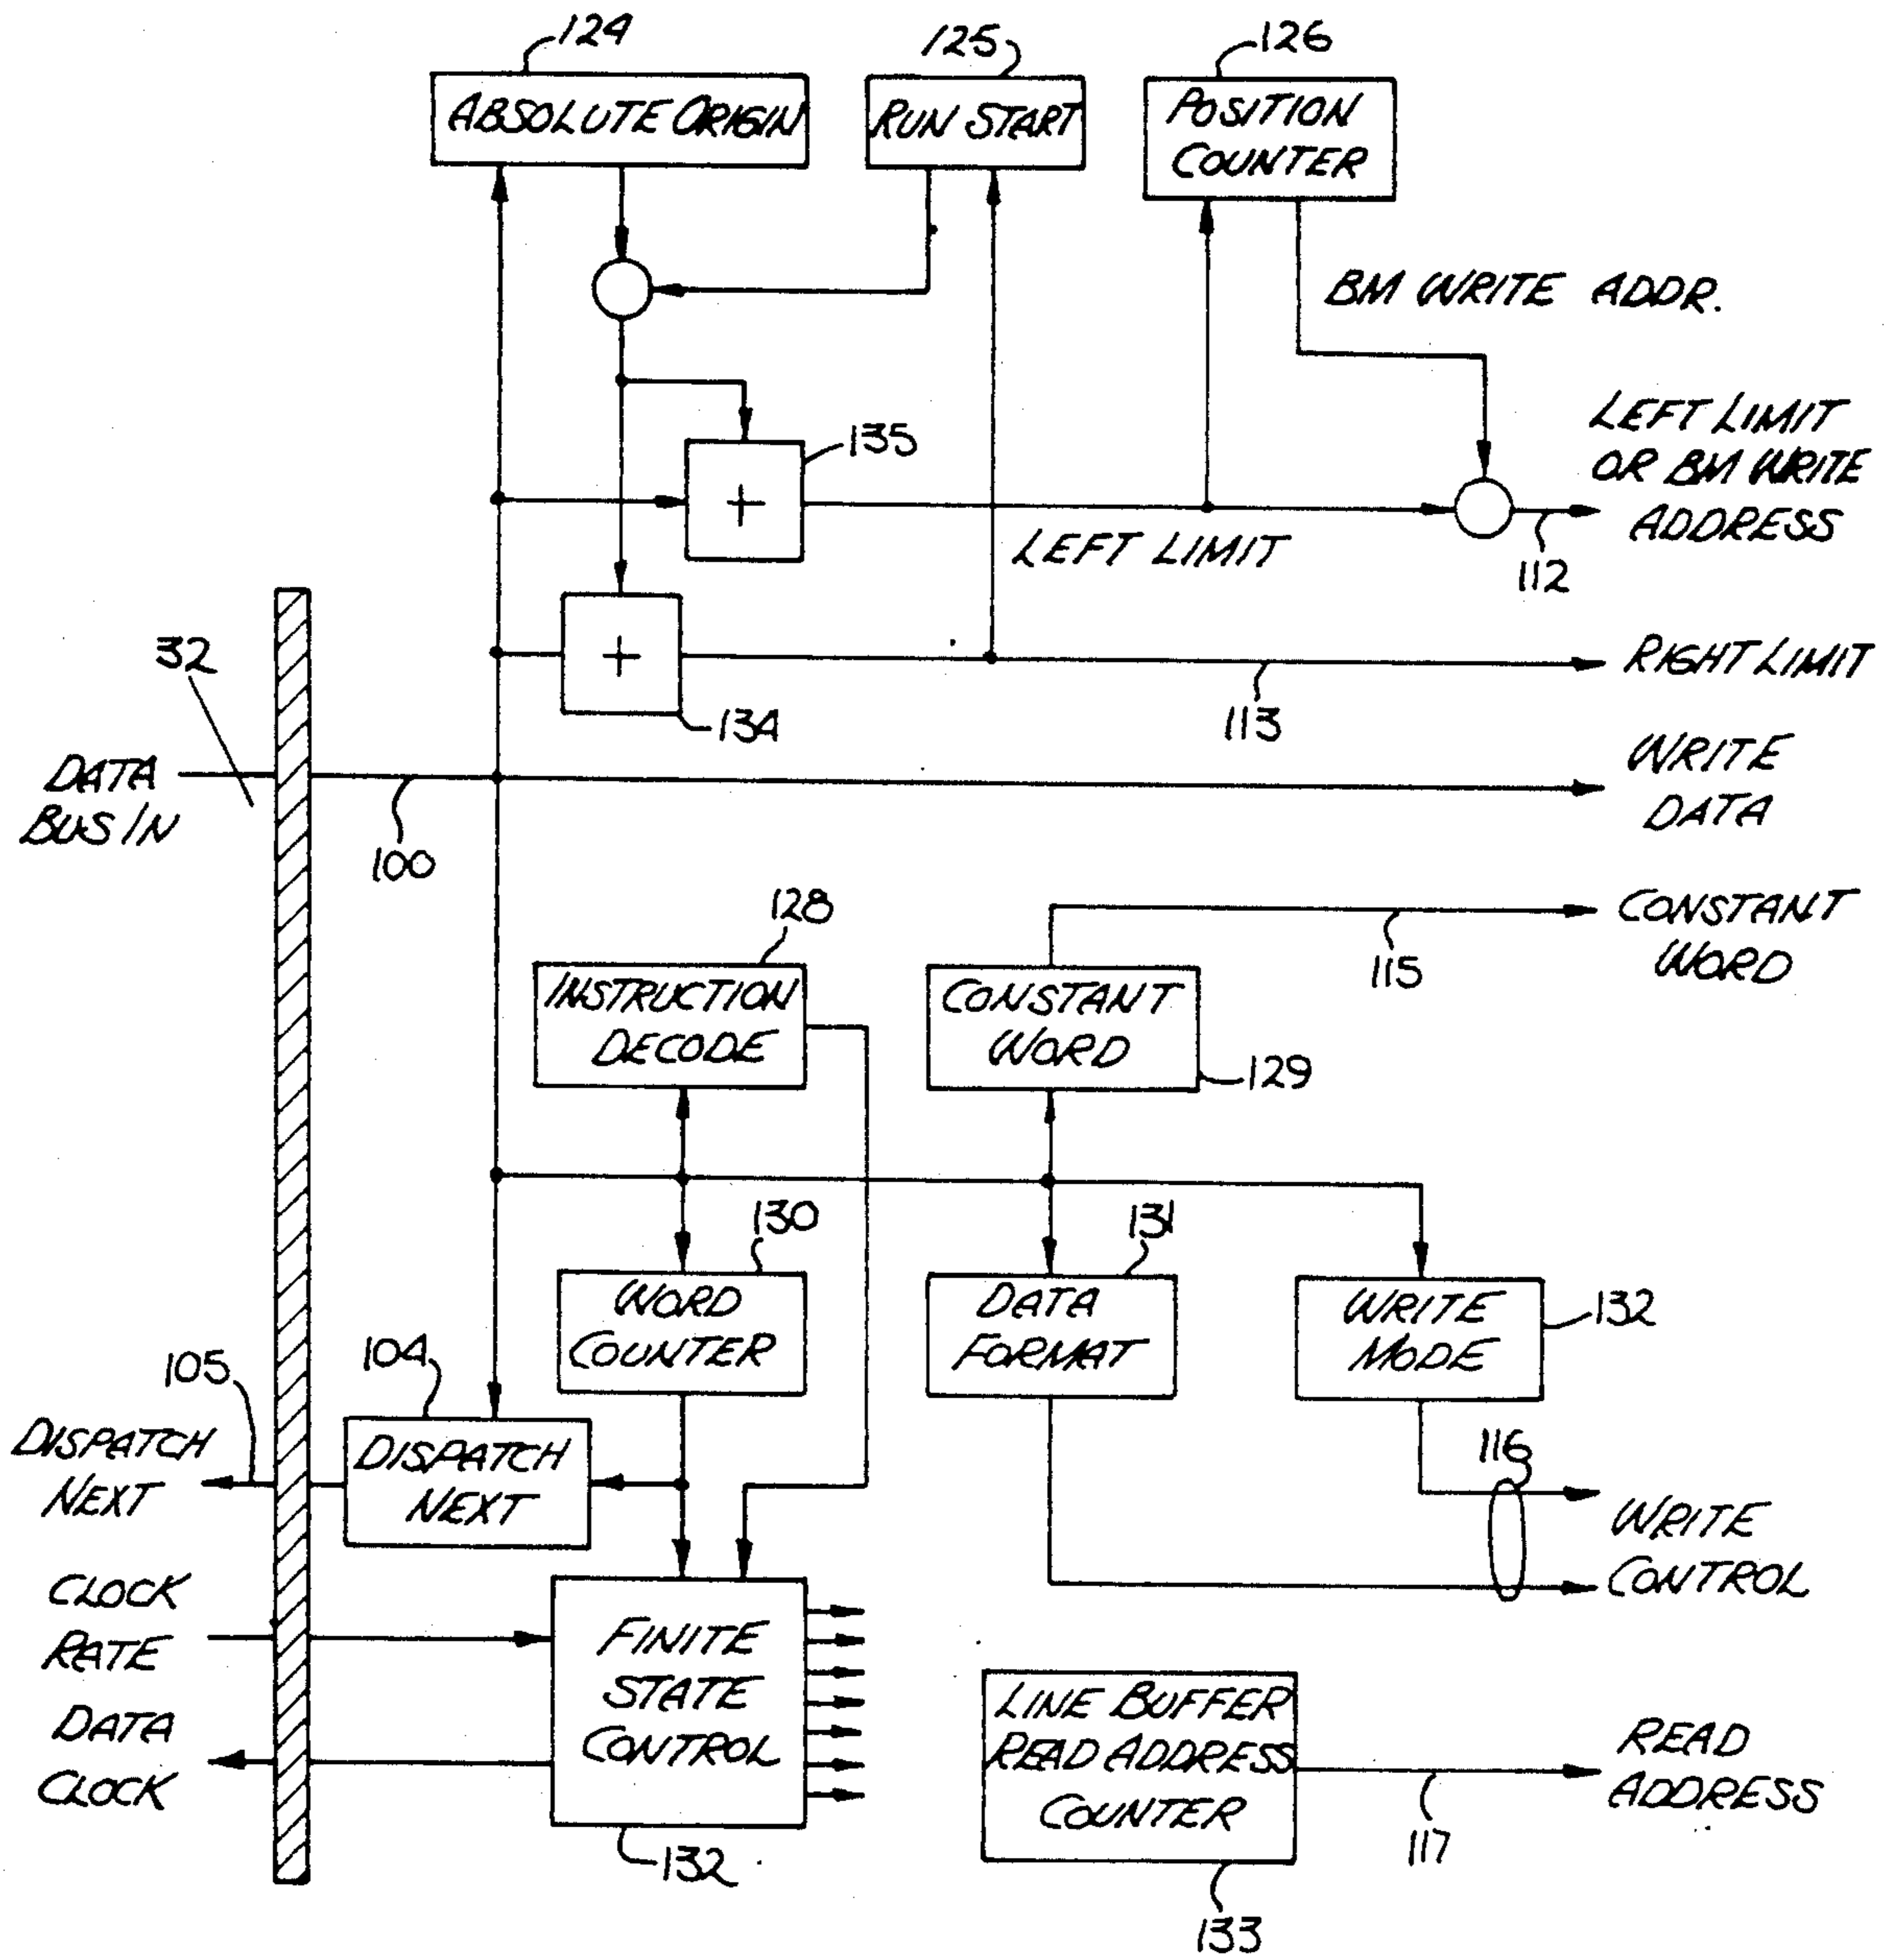 124
125
126
ABSOLUTE ORIGIN
RUN START
POSITION
COUNTER
BM WRITE ADDR.
LEFT LIMIT
OR BM WRITE
ADDRESS
135
+
LEFT LIMIT
112
32
+
134
RIGHT LIMIT
113
DATA
BUS IN
100
WRITE
DATA
128
INSTRUCTION
DECODE
CONSTANT
WORD
129
115
CONSTANT
WORD
130
131
WORD
COUNTER
DATA
FORMAT
WRITE
MODE
132
105
104
DISPATCH
NEXT
DISPATCH
NEXT
116
WRITE
CONTROL
CLOCK
RATE
DATA
CLOCK
FINITE
STATE
CONTROL
132
LINE BUFFER
READ ADDRESS
COUNTER
133
117
READ
ADDRESS